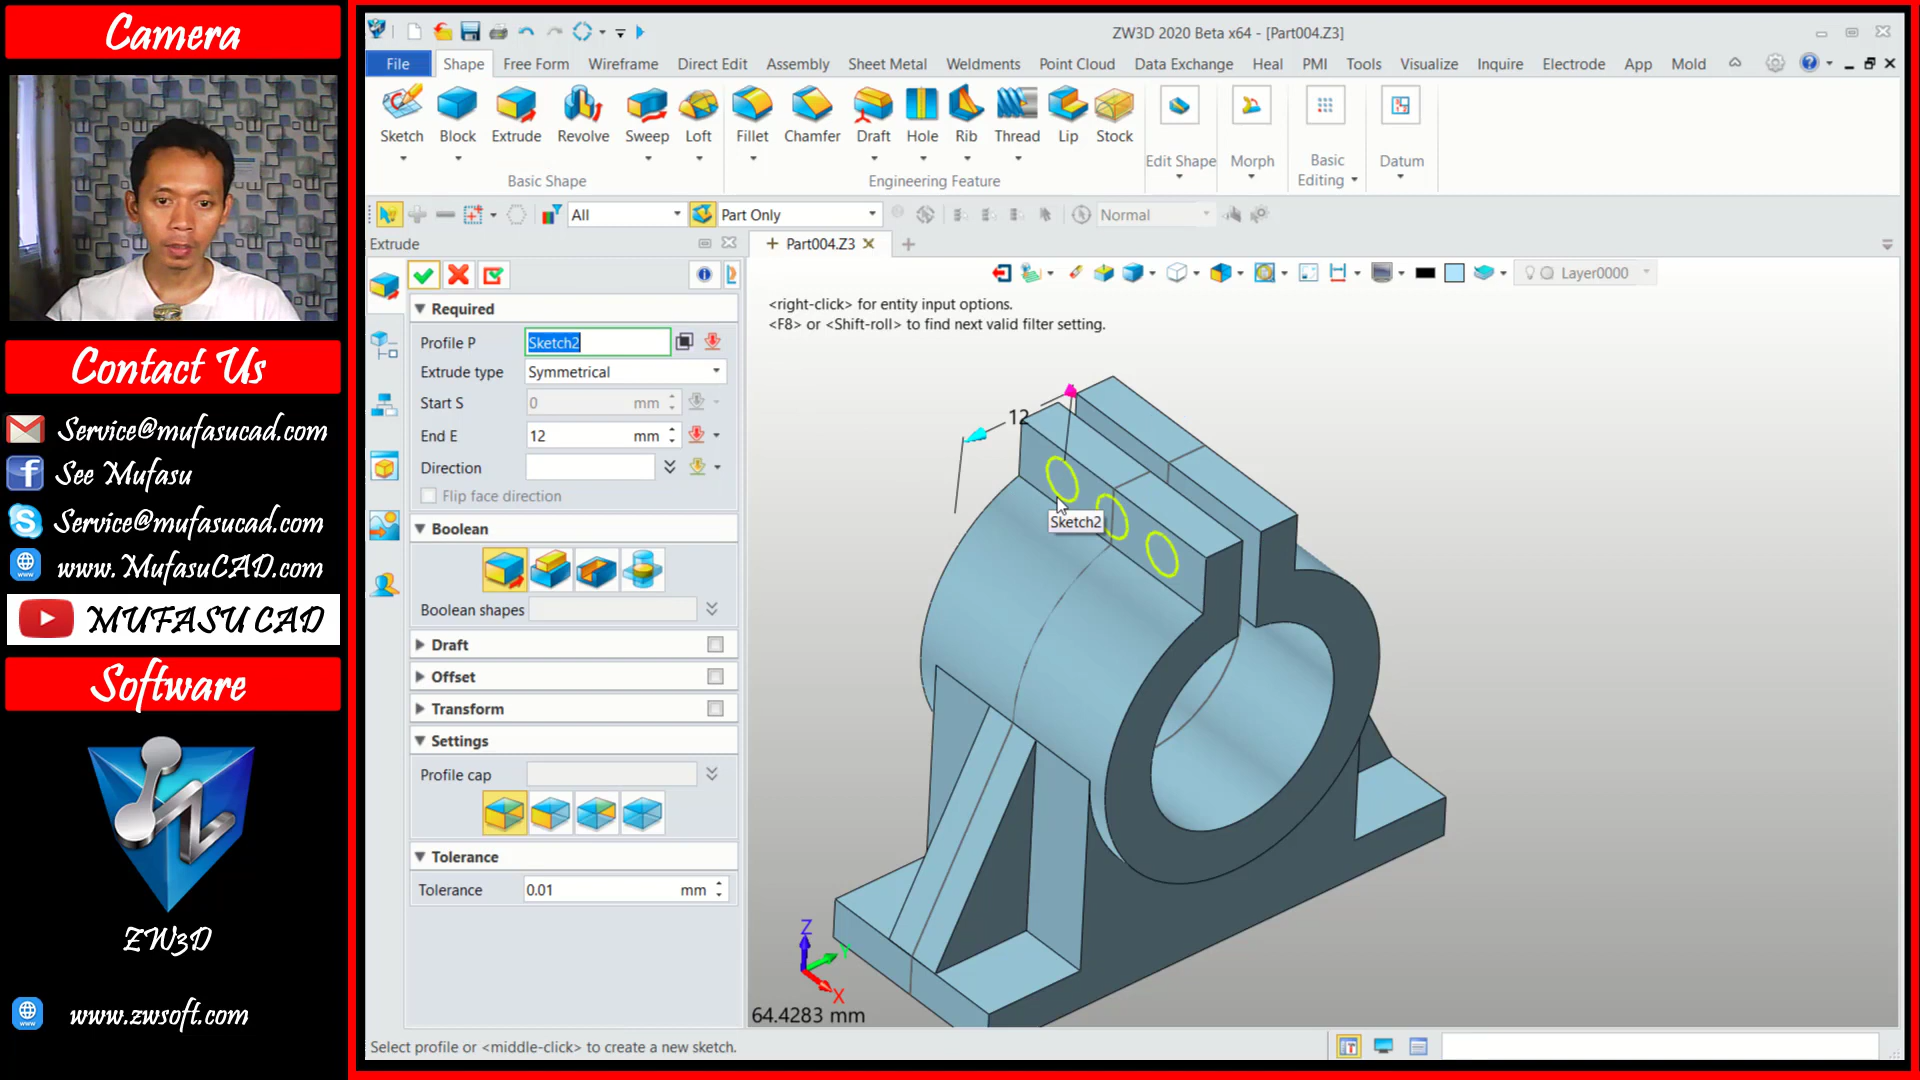 Camera
Contact Us
Service@mufasucad.com
See Mufasu
Service@mufasucad.com
www.MufasuCAD.com
MUFASU CAD
Software
ZW3D
www.zwsoft.com
ZW3D 2020 Beta x64 - [Part004.Z3]
File Shape Free Form Wireframe Direct Edit Assembly Sheet Metal Weldments Point Cloud Data Exchange Heal PMI Tools Visualize Inquire Electrode App Mold
Sketch Block Extrude Revolve Sweep Loft Fillet Chamfer Draft Hole Rib Thread Lip Stock
Edit Shape Morph Basic Editing Datum
Basic Shape Engineering Feature
All Part Only Normal
Extrude
Part004.Z3
Layer0000
<right-click> for entity input options.
<F8> or <Shift-roll> to find next valid filter setting.
Required
Profile P Sketch2
Extrude type Symmetrical
Start S 0 mm
End E 12 mm
Direction
Flip face direction
Boolean
Boolean shapes
Draft
Offset
Transform
Settings
Profile cap
Tolerance
Tolerance 0.01 mm
12
Sketch2
Z
Y
X
64.4283 mm
Select profile or <middle-click> to create a new sketch.